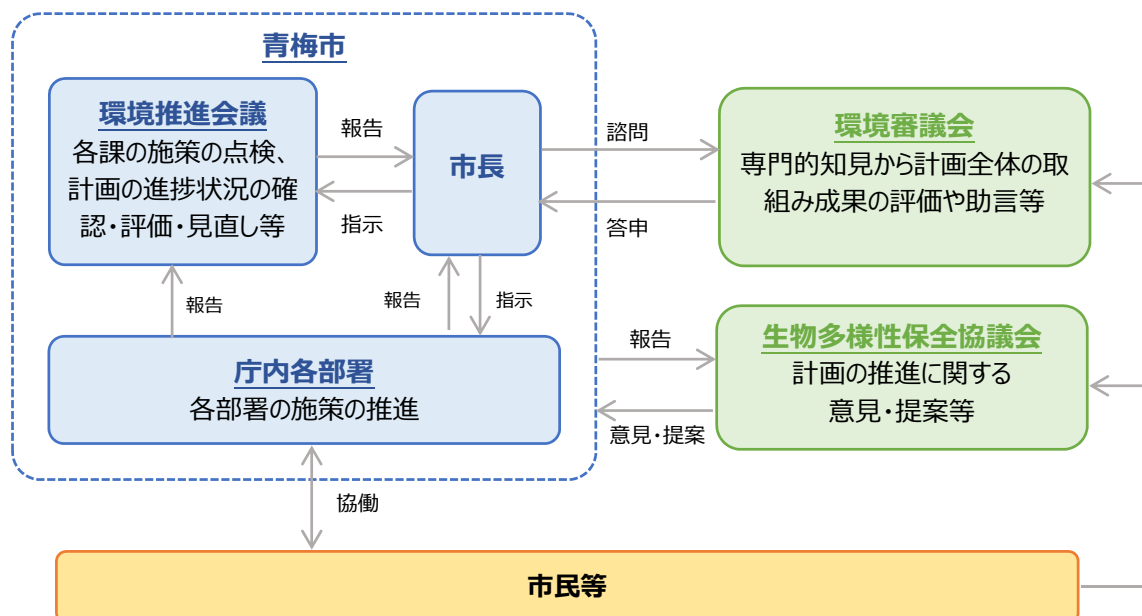 青梅市
環境推進会議
各課の施策の点検、
計画の進捗状況の確
認・評価・見直し等
報告
指示
市長
諮問
答申
環境審議会
専門的知見から計画全体の取
組み成果の評価や助言等
報告
報告
指示
庁内各部署
各部署の施策の推進
報告
意見・提案
生物多様性保全協議会
計画の推進に関する
意見・提案等
協働
市民等